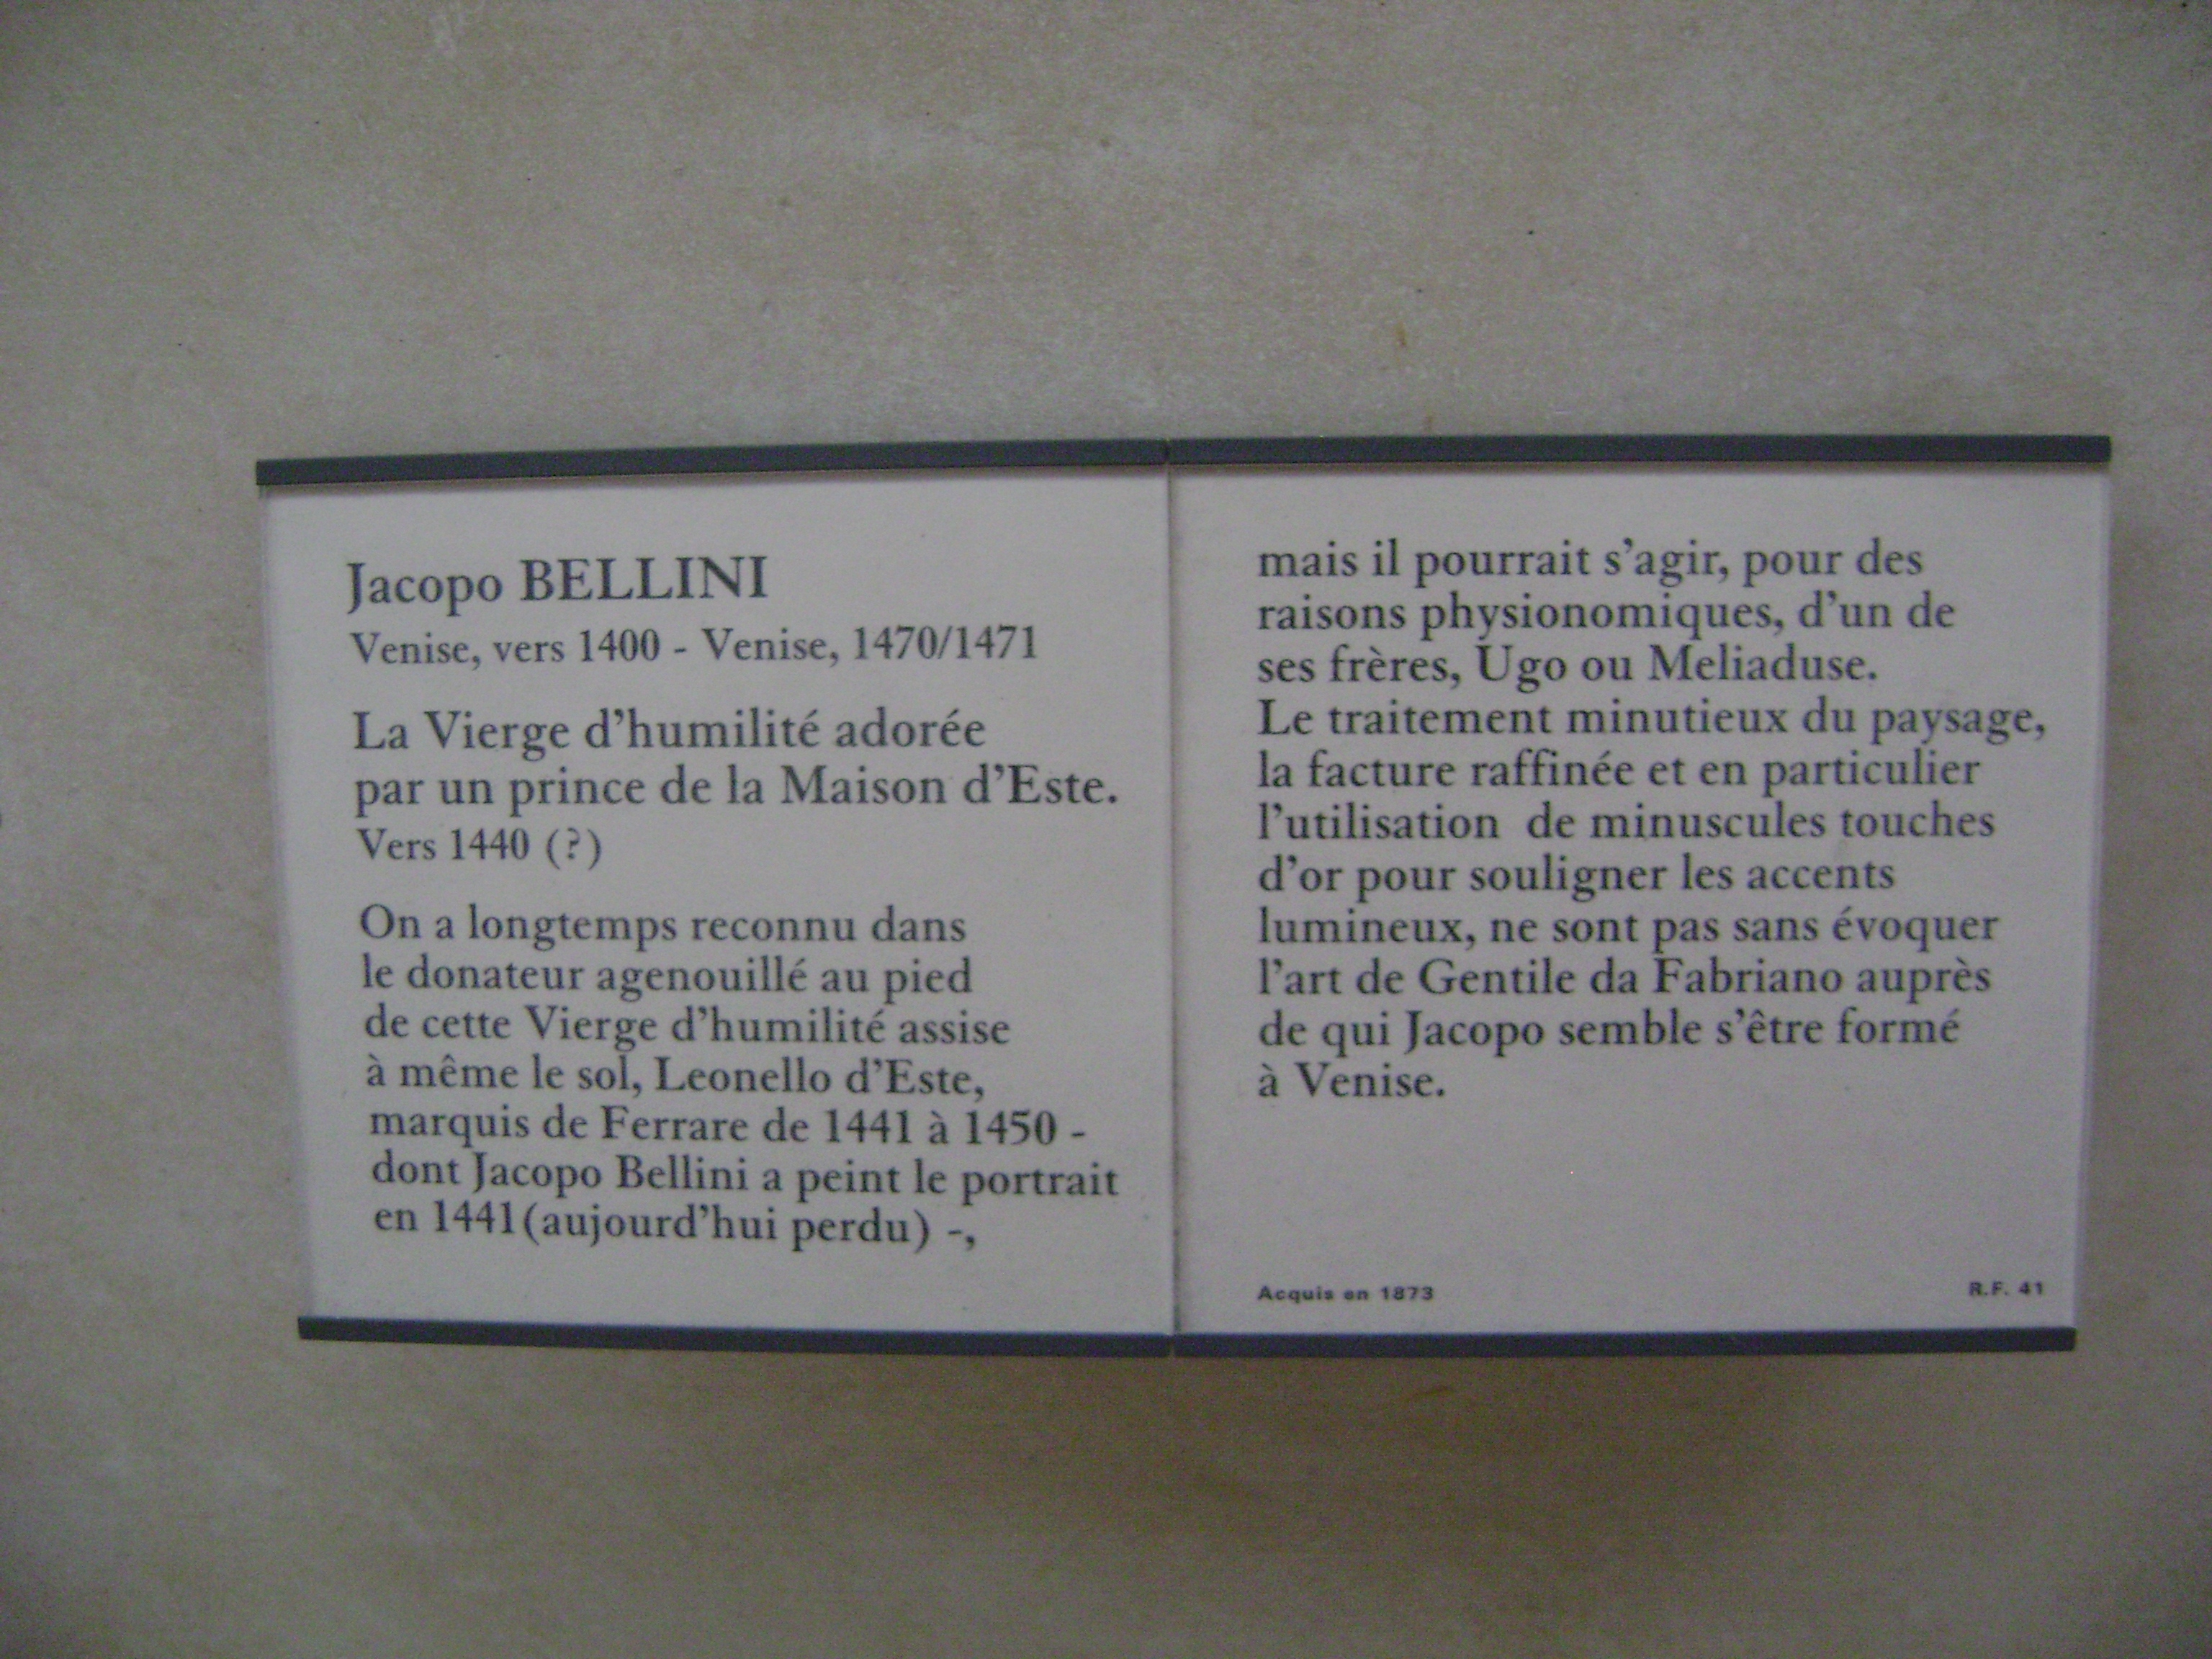 Jacopo BELLINI
Venise, vers 1400 - Venise, 1470/1471
La Vierge d'humilité adorée
par un prince de la Maison d'Este.
Vers 1440 (?)
On a longtemps reconnu dans
le donateur agenouillé au pied
de cette Vierge d'humilité assise
à même le sol, Leonello d'Este,
marquis de Ferrare de 1441 à 1450 -
dont Jacopo Bellini a peint le portrait
en 1441(aujourd'hui perdu) -,
mais il pourrait s'agir, pour des
raisons physionomiques, d'un de
ses frères, Ugo ou Meliaduse.
Le traitement minutieux du paysage,
la facture raffinée et en particulier
l'utilisation de minuscules touches
d'or pour souligner les accents
lumineux, ne sont pas sans évoquer
l'art de Gentile da Fabriano auprès
de qui Jacopo semble s'être formé
à Venise.
Acquis en 1873
R.F. 41